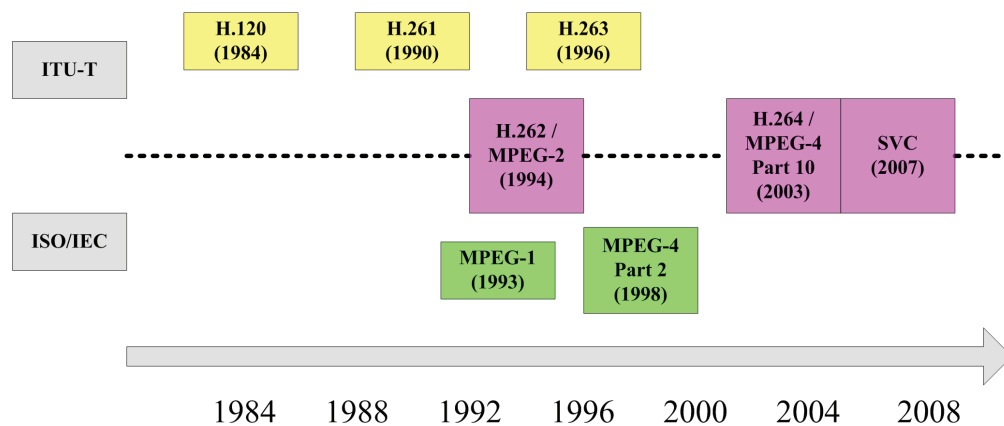 ITU-T
H.120
(1984)
H.261
(1990)
H.263
(1996)
H.262 /
MPEG-2
(1994)
H.264 /
MPEG-4
Part 10
(2003)
SVC
(2007)
ISO/IEC
MPEG-1
(1993)
MPEG-4
Part 2
(1998)
1984 1988 1992 1996 2000 2004 2008